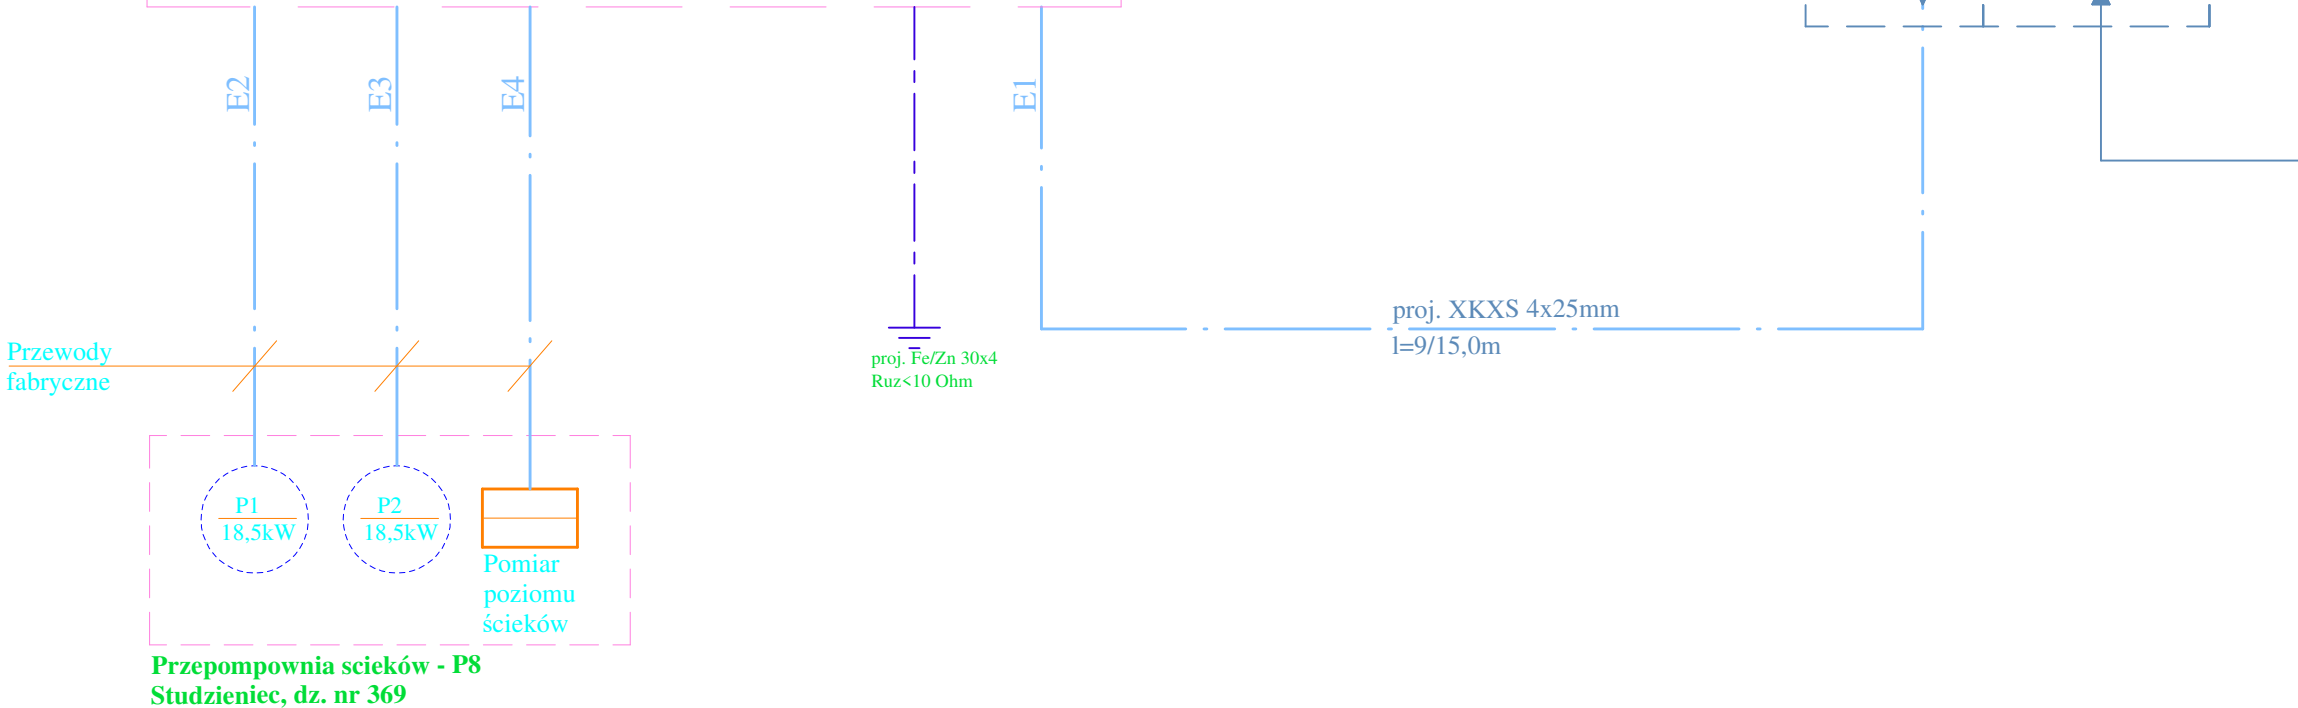 E2
E3
E4
E1
proj. XKXS 4x25mm
l=9/15,0m
Przewody
fabryczne
proj. Fe/Zn 30x4
Ruz<10 Ohm
P1
18,5kW
P2
18,5kW
Pomiar
poziomu
ścieków
Przepompownia scieków - P8
Studzieniec, dz. nr 369